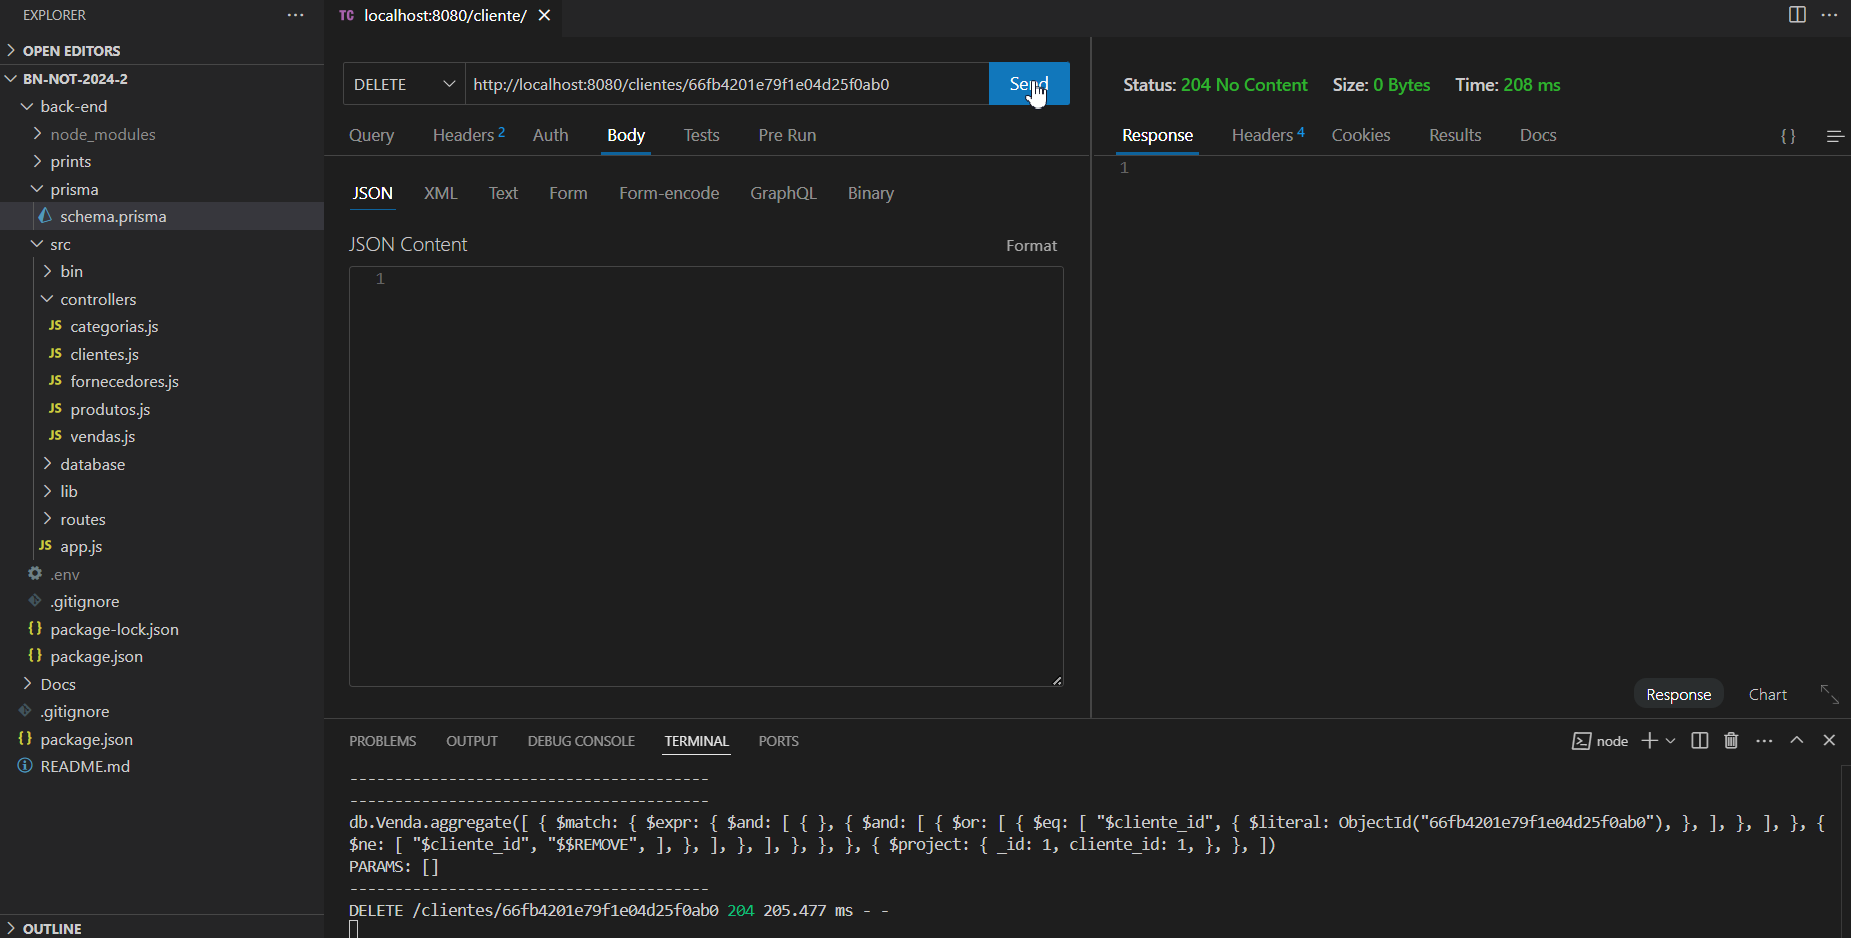 EXPLORER
OPEN EDITORS
BN-NOT-2024-2
back-end
node_modules
prints
prisma
schema.prisma
src
bin
controllers
JS categorias.js
JS clientes.js
JS fornecedores.js
JS produtos.js
JS vendas.js
database
lib
routes
JS app.js
.env
.gitignore
{} package-lock.json
{} package.json
Docs
.gitignore
{} package.json
README.md
OUTLINE
TC localhost:8080/cliente/
DELETE http://localhost:8080/clientes/66fb4201e79f1e04d25f0ab0 Send
Query Headers 2 Auth Body Tests Pre Run
JSON XML Text Form Form-encode GraphQL Binary
JSON Content Format
1
Status: 204 No Content Size: 0 Bytes Time: 208 ms
Response Headers 4 Cookies Results Docs {}
1
Response Chart
PROBLEMS OUTPUT DEBUG CONSOLE TERMINAL PORTS node
----------------------------------------
----------------------------------------
db.Venda.aggregate([ { $match: { $expr: { $and: [ { }, { $and: [ { $or: [ { $eq: [ "$cliente_id", { $literal: ObjectId("66fb4201e79f1e04d25f0ab0"), }, ], }, ], }, {
$ne: [ "$cliente_id", "$$REMOVE", ], }, ], }, ], }, }, }, { $project: { _id: 1, cliente_id: 1, }, }, ])
PARAMS: []
----------------------------------------
DELETE /clientes/66fb4201e79f1e04d25f0ab0 204 205.477 ms - -